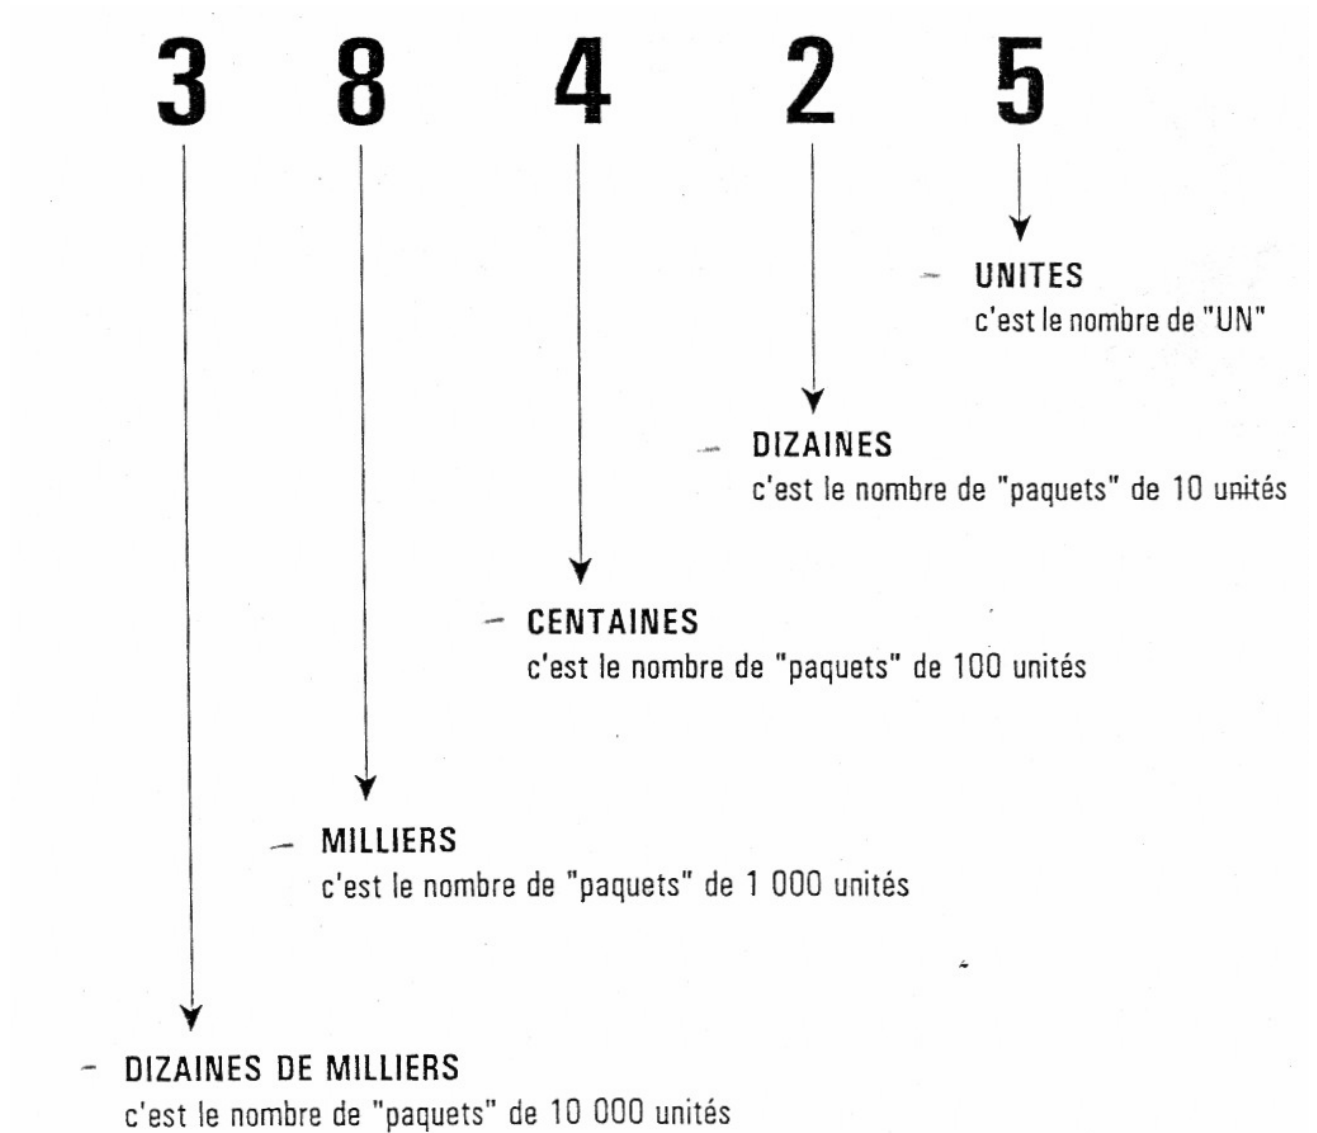 3 8 4 2 5
UNITES
c'est le nombre de "UN"
DIZAINES
c'est le nombre de "paquets" de 10 unités
CENTAINES
c'est le nombre de "paquets" de 100 unités
MILLIERS
c'est le nombre de "paquets" de 1 000 unités
DIZAINES DE MILLIERS
c'est le nombre de "paquets" de 10 000 unités